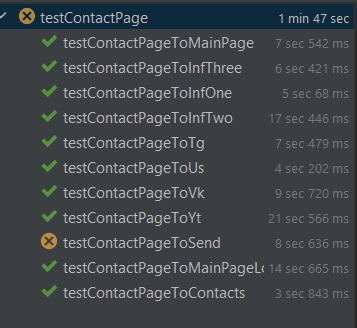 testContactPage 1 min 47 sec
testContactPageToMainPage 7 sec 542 ms
testContactPageToInfThree 6 sec 421 ms
testContactPageToInfOne 5 sec 68 ms
testContactPageToInfTwo 17 sec 446 ms
testContactPageToTg 7 sec 479 ms
testContactPageToUs 4 sec 202 ms
testContactPageToVk 9 sec 720 ms
testContactPageToYt 21 sec 566 ms
testContactPageToSend 8 sec 636 ms
testContactPageToMainPageLo 14 sec 665 ms
testContactPageToContacts 3 sec 843 ms